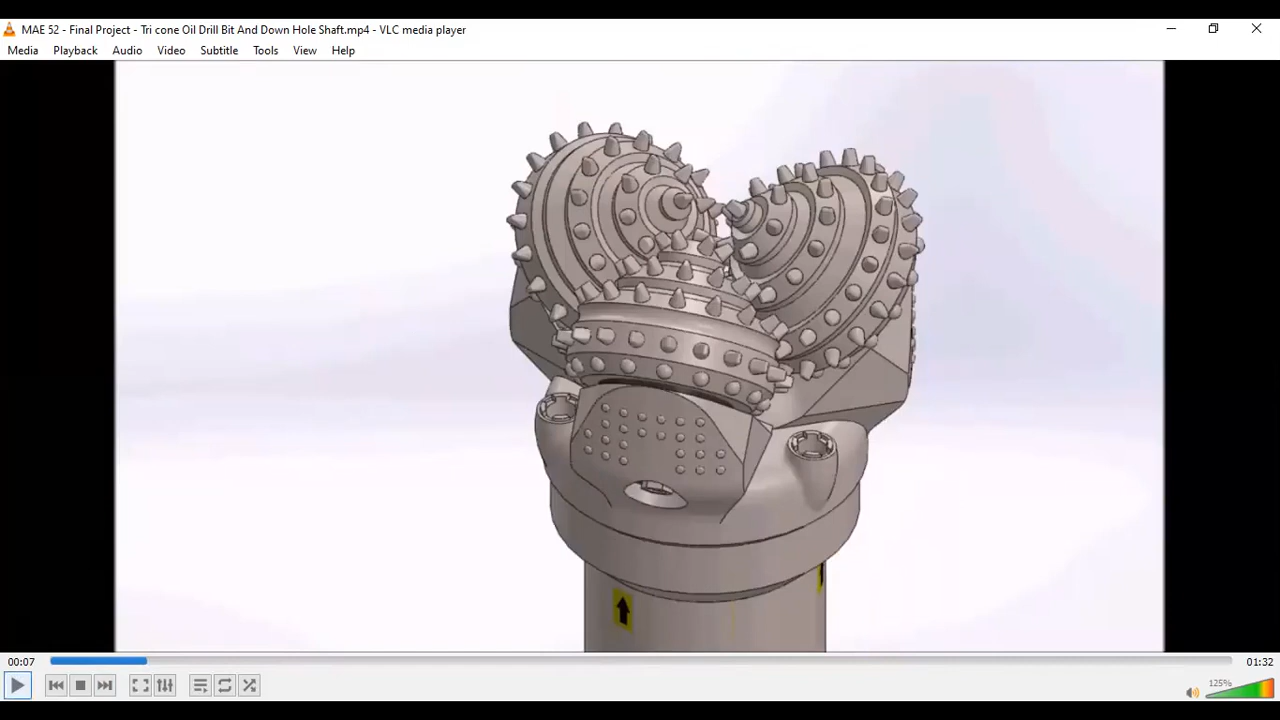 MAE 52 - Final Project - Tri cone Oil Drill Bit And Down Hole Shaft.mp4 - VLC media player
Media Playback Audio Video Subtitle Tools View Help
00:07 01:32
125%